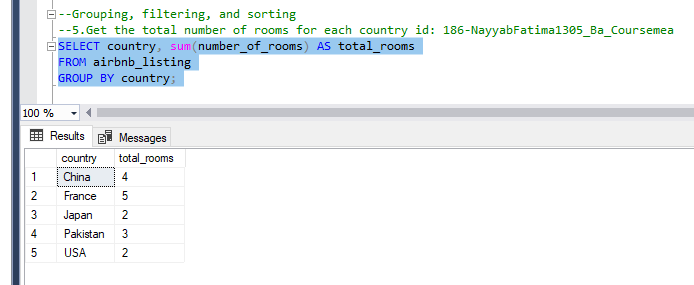 --Grouping, filtering, and sorting
--5.Get the total number of rooms for each country id: 186-NayyabFatima1305_Ba_Coursemea
SELECT country, sum(number_of_rooms) AS total_rooms
FROM airbnb_listing
GROUP BY country;
100 %
Results Messages
country total_rooms
1 China 4
2 France 5
3 Japan 2
4 Pakistan 3
5 USA 2